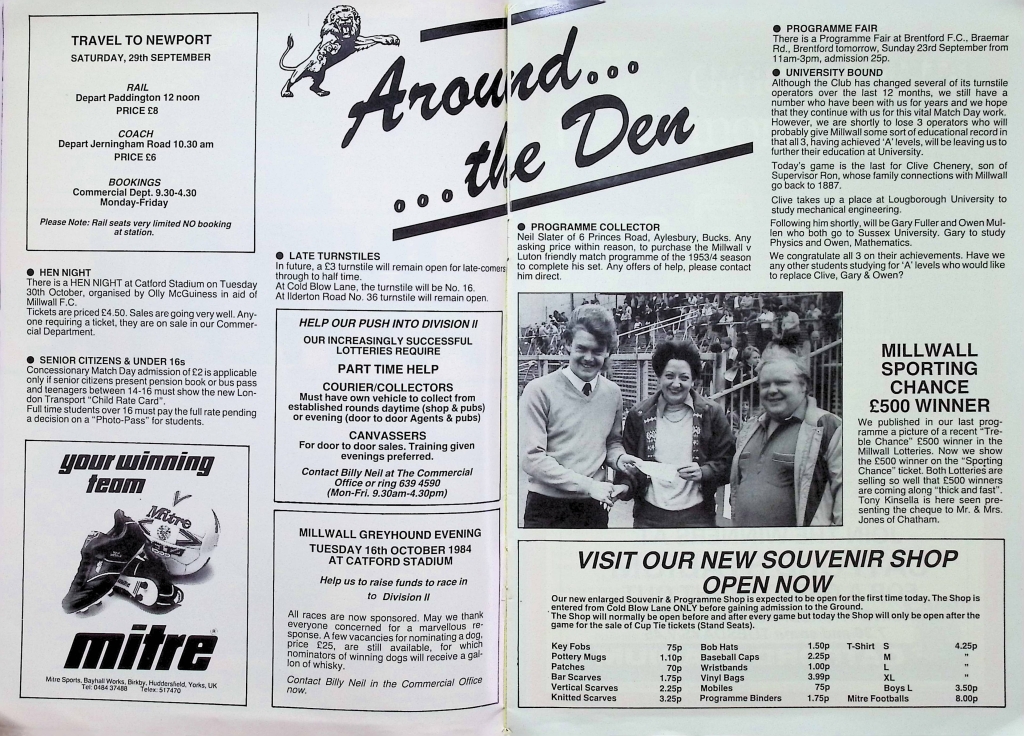 TRAVEL TO NEWPORT
SATURDAY, 29th SEPTEMBER
RAIL
Depart Paddington 12 noon
PRICE £8
COACH
Depart Jerningham Road 10.30 am
PRICE £6
BOOKINGS
Commercial Dept. 9.30-4.30
Monday-Friday
Please Note: Rail seats very limited NO booking
at station.
● HEN NIGHT
There is a HEN NIGHT at Catford Stadium on Tuesday
30th October, organised by Olly McGuiness in aid of
Millwall F.C.
Tickets are priced £4.50. Sales are going very well. Any-
one requiring a ticket, they are on sale in our Commer-
cial Department.
● SENIOR CITIZENS & UNDER 16s
Concessionary Match Day admission of £2 is applicable
only if senior citizens present pension book or bus pass
and teenagers between 14-16 must show the new Lon-
don Transport "Child Rate Card".
Full time students over 16 must pay the full rate pending
a decision on a "Photo-Pass" for students.
your winning
team
Mitre
mitre
Mitre Sports, Bayhall Works, Birkby, Huddersfield, Yorks, UK
Tel: 0484 37488 Telex: 517470
Around...
...the Den
● LATE TURNSTILES
In future, a £3 turnstile will remain open for late-comers
through to half time.
At Cold Blow Lane, the turnstile will be No. 16.
At Ilderton Road No. 36 turnstile will remain open.
HELP OUR PUSH INTO DIVISION II
OUR INCREASINGLY SUCCESSFUL
LOTTERIES REQUIRE
PART TIME HELP
COURIER/COLLECTORS
Must have own vehicle to collect from
established rounds daytime (shop & pubs)
or evening (door to door Agents & pubs)
CANVASSERS
For door to door sales. Training given
evenings preferred.
Contact Billy Neil at The Commercial
Office or ring 639 4590
(Mon-Fri. 9.30am-4.30pm)
MILLWALL GREYHOUND EVENING
TUESDAY 16th OCTOBER 1984
AT CATFORD STADIUM
Help us to raise funds to race in
to Division II
All races are now sponsored. May we thank
everyone concerned for a marvellous re-
sponse. A few vacancies for nominating a dog,
price £25, are still available, for which
nominators of winning dogs will receive a gal-
lon of whisky.
Contact Billy Neil in the Commercial Office
now.
● PROGRAMME COLLECTOR
Neil Slater of 6 Princes Road, Aylesbury, Bucks. Any
asking price within reason, to purchase the Millwall v
Luton friendly match programme of the 1953/4 season
to complete his set. Any offers of help, please contact
him direct.
● PROGRAMME FAIR
There is a Programme Fair at Brentford F.C., Braemar
Rd., Brentford tomorrow, Sunday 23rd September from
11am-3pm, admission 25p.
● UNIVERSITY BOUND
Although the Club has changed several of its turnstile
operators over the last 12 months, we still have a
number who have been with us for years and we hope
that they continue with us for this vital Match Day work.
However, we are shortly to lose 3 operators who will
probably give Millwall some sort of educational record in
that all 3, having achieved 'A' levels, will be leaving us to
further their education at University.
Today's game is the last for Clive Chenery, son of
Supervisor Ron, whose family connections with Millwall
go back to 1887.
Clive takes up a place at Lougborough University to
study mechanical engineering.
Following him shortly, will be Gary Fuller and Owen Mul-
len who both go to Sussex University. Gary to study
Physics and Owen, Mathematics.
We congratulate all 3 on their achievements. Have we
any other students studying for 'A' levels who would like
to replace Clive, Gary & Owen?
MILLWALL
SPORTING
CHANCE
£500 WINNER
We published in our last prog-
ramme a picture of a recent "Tre-
ble Chance" £500 winner in the
Millwall Lotteries. Now we show
the £500 winner on the "Sporting
Chance" ticket. Both Lotteries are
selling so well that £500 winners
are coming along "thick and fast".
Tony Kinsella is here seen pre-
senting the cheque to Mr. & Mrs.
Jones of Chatham.
VISIT OUR NEW SOUVENIR SHOP
OPEN NOW
Our new enlarged Souvenir & Programme Shop is expected to be open for the first time today. The Shop is
entered from Cold Blow Lane ONLY before gaining admission to the Ground.
The Shop will normally be open before and after every game but today the Shop will only be open after the
game for the sale of Cup Tie tickets (Stand Seats).
Key Fobs 75p Bob Hats 1.50p T-Shirt S 4.25p
Pottery Mugs 1.10p Baseball Caps 2.25p M "
Patches 70p Wristbands 1.00p L "
Bar Scarves 1.75p Vinyl Bags 3.99p XL "
Vertical Scarves 2.25p Mobiles 75p Boys L 3.50p
Knitted Scarves 3.25p Programme Binders 1.75p Mitre Footballs 8.00p